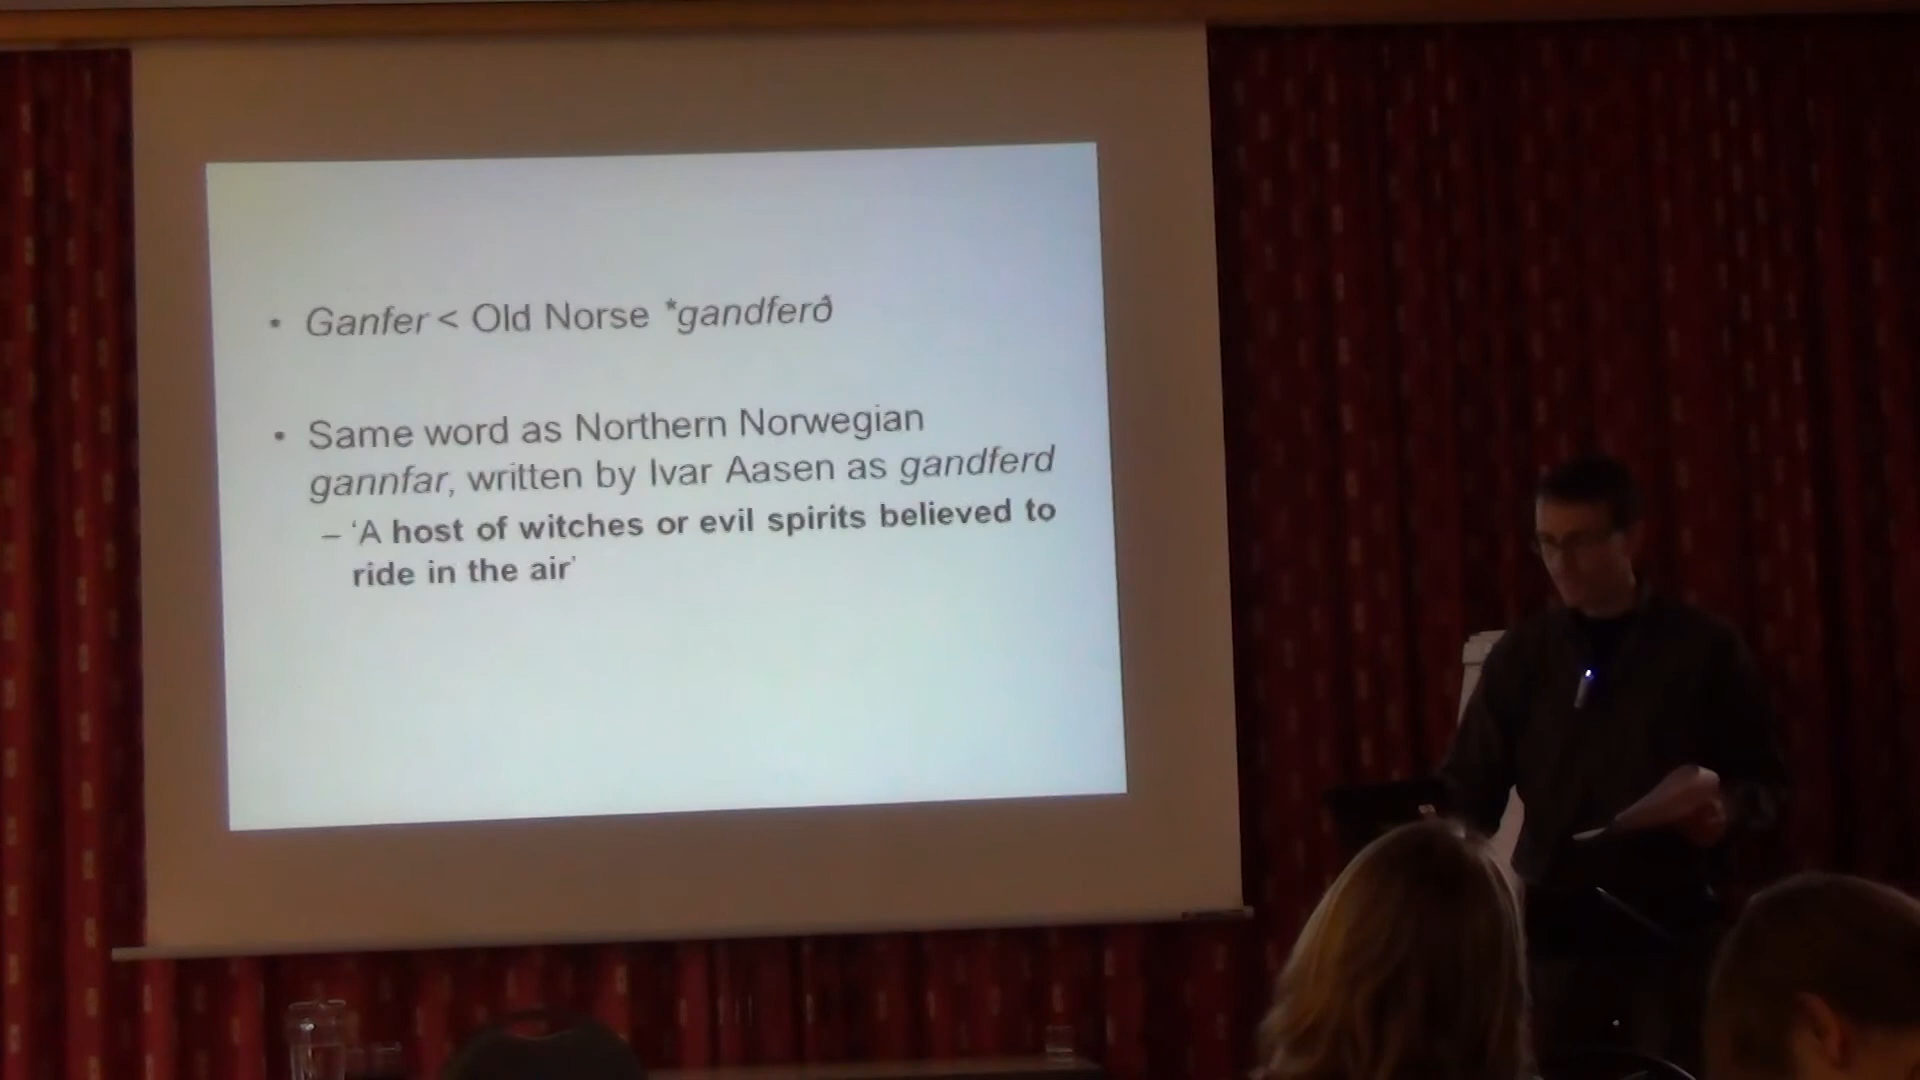 • Ganfer < Old Norse *gandferð
• Same word as Northern Norwegian
gannfar, written by Ivar Aasen as gandferd
– ‘A host of witches or evil spirits believed to
ride in the air’